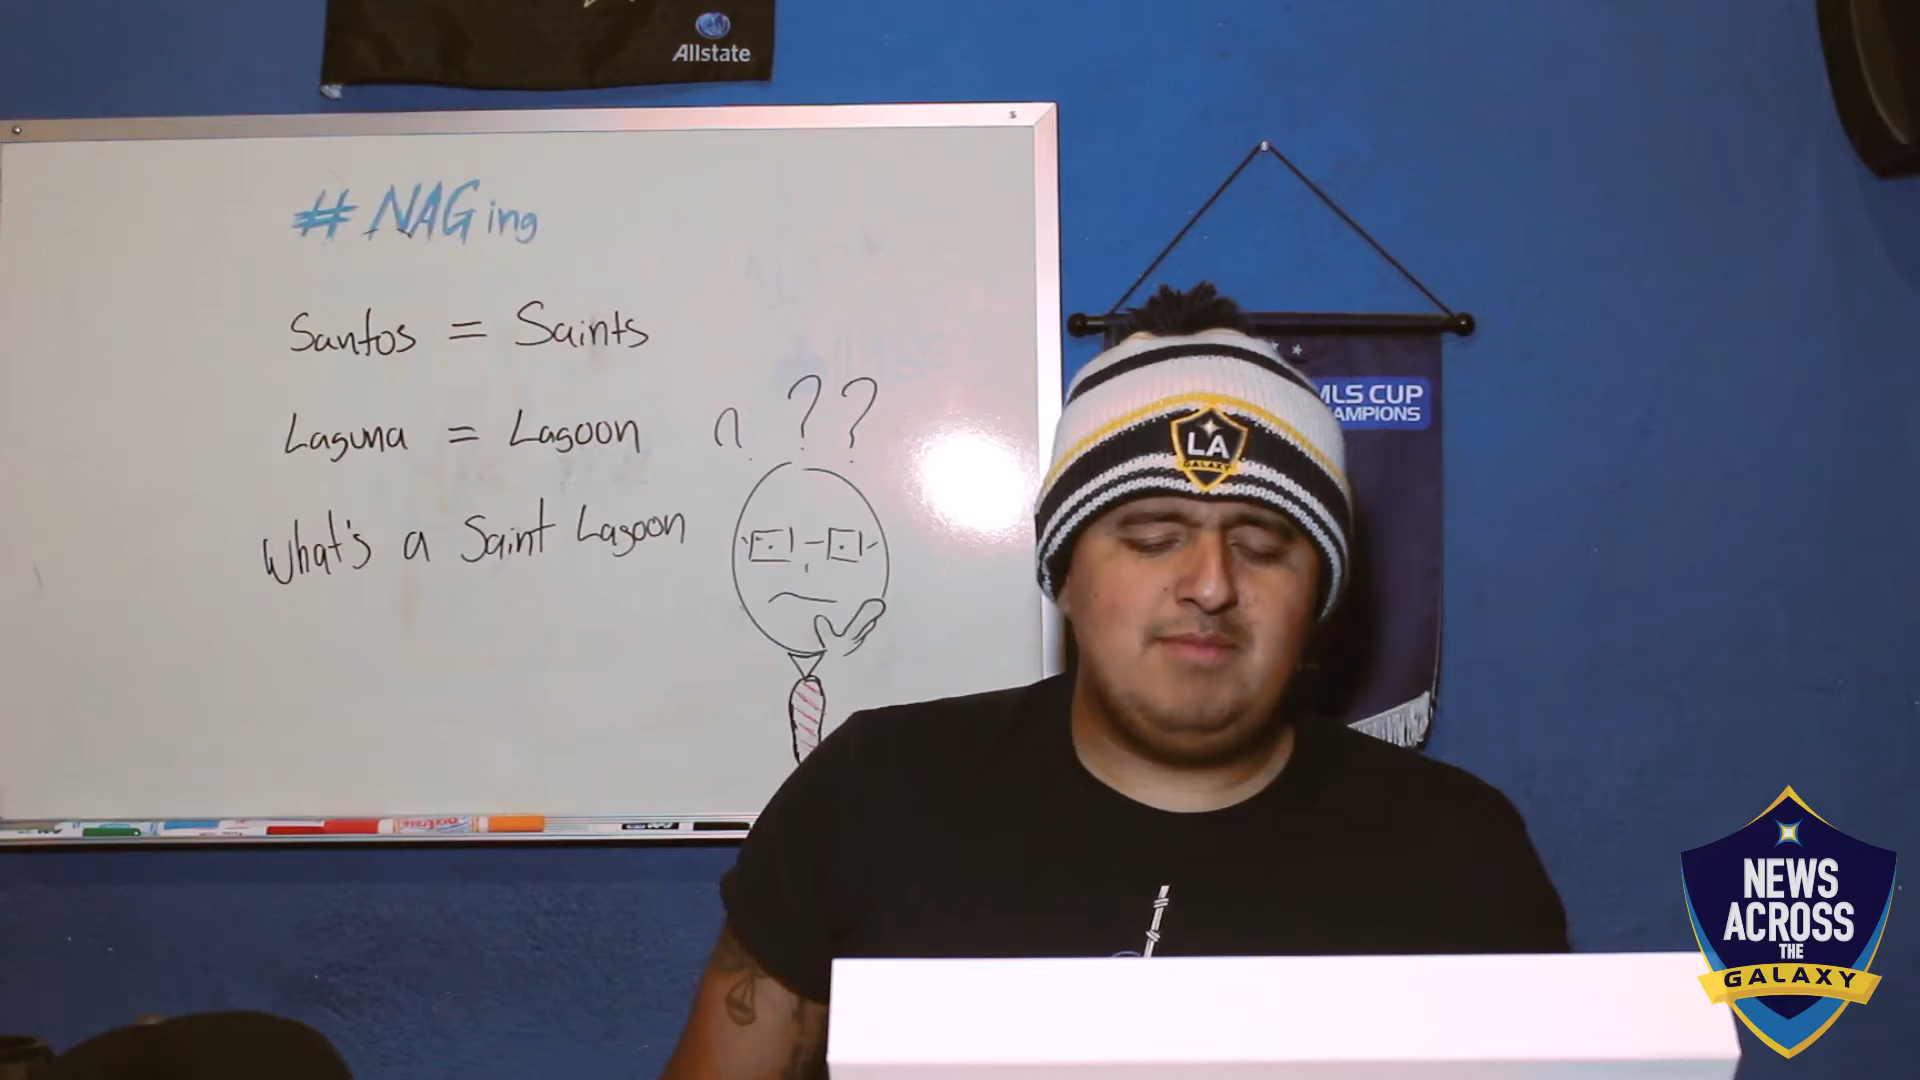 Allstate
#NAGing
Santos = Saints
Laguna = Lagoon
???
What's a Saint Lagoon
MLS CUP
AMPIONS
LA
GALAXY
NEWS
ACROSS
THE
GALAXY